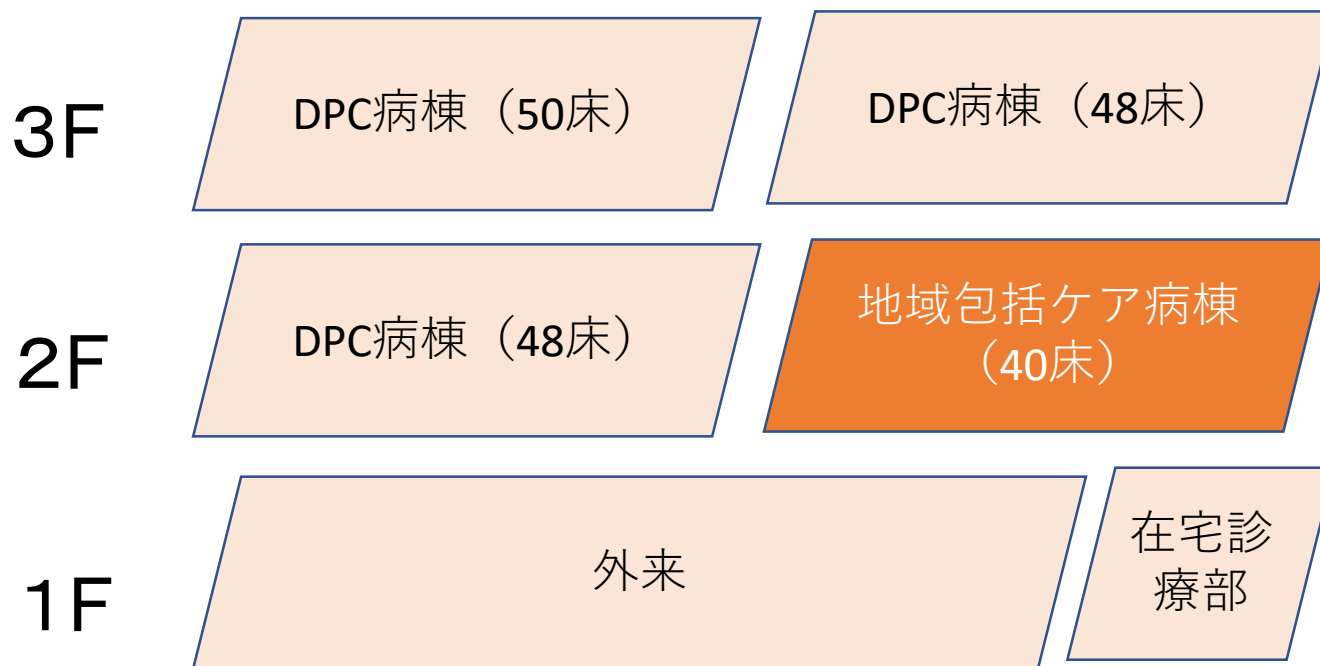 3F
DPC病棟（50床）
DPC病棟（48床）
2F
DPC病棟（48床）
地域包括ケア病棟
（40床）
1F
外来
在宅診
療部